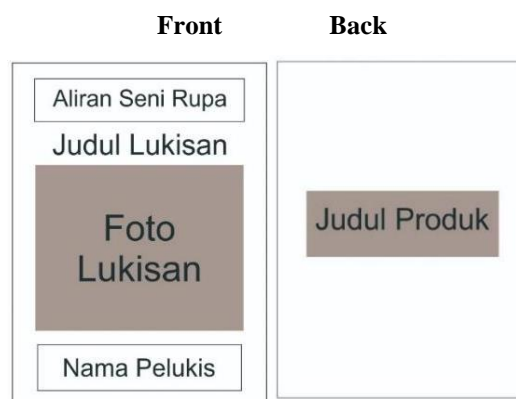 Front Back
Aliran Seni Rupa
Judul Lukisan
Foto
Lukisan
Nama Pelukis
Judul Produk